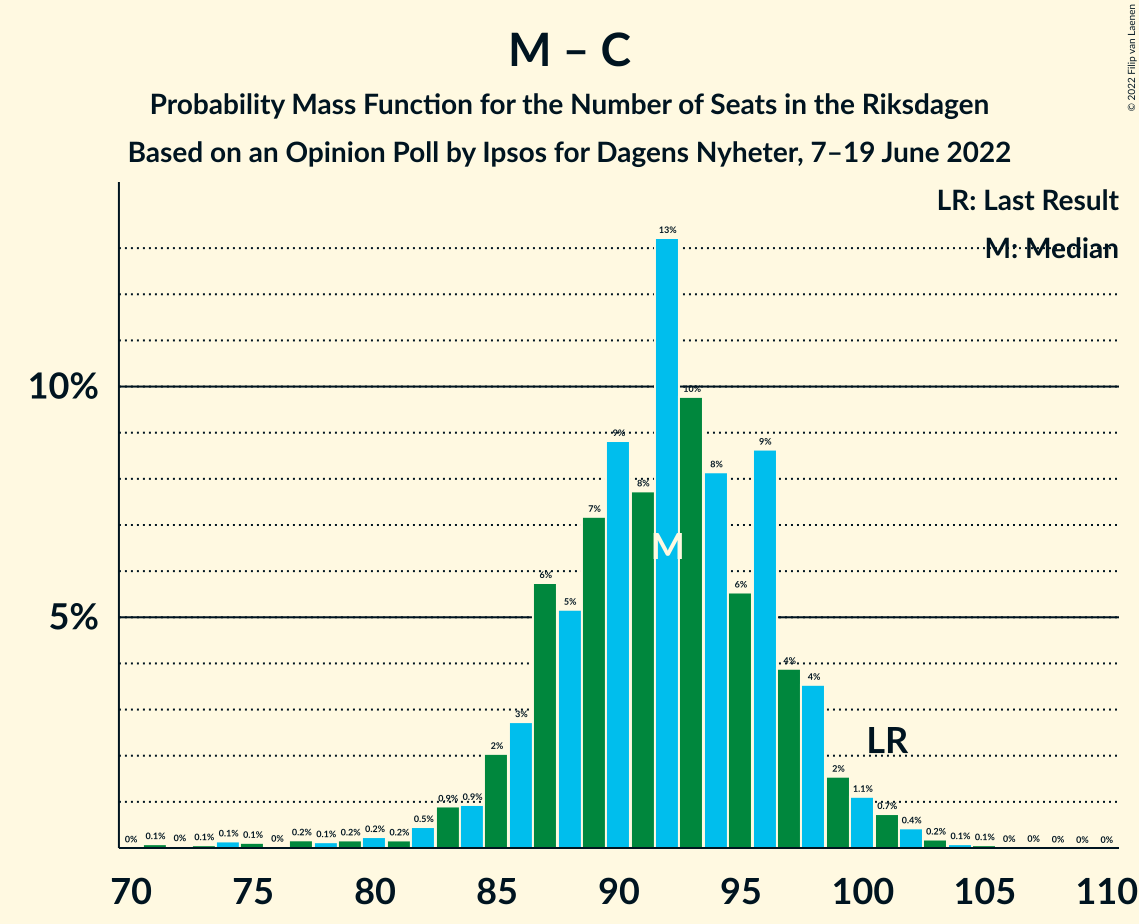 M – C
Probability Mass Function for the Number of Seats in the Riksdagen
Based on an Opinion Poll by Ipsos for Dagens Nyheter, 7–19 June 2022
© 2022 Filip van Laenen
LR: Last Result
M: Median
10%
5%
0% 0.1% 0% 0.1% 0.1% 0.1% 0% 0.2% 0.1% 0.2% 0.2% 0.2% 0.5% 0.9% 0.9% 2% 3% 6% 5% 7% 9% 8% 13% 10% 8% 6% 9% 4% 4% 2% 1.1% 0.7% 0.4% 0.2% 0.1% 0.1% 0% 0% 0% 0% 0%
M
LR
70 75 80 85 90 95 100 105 110